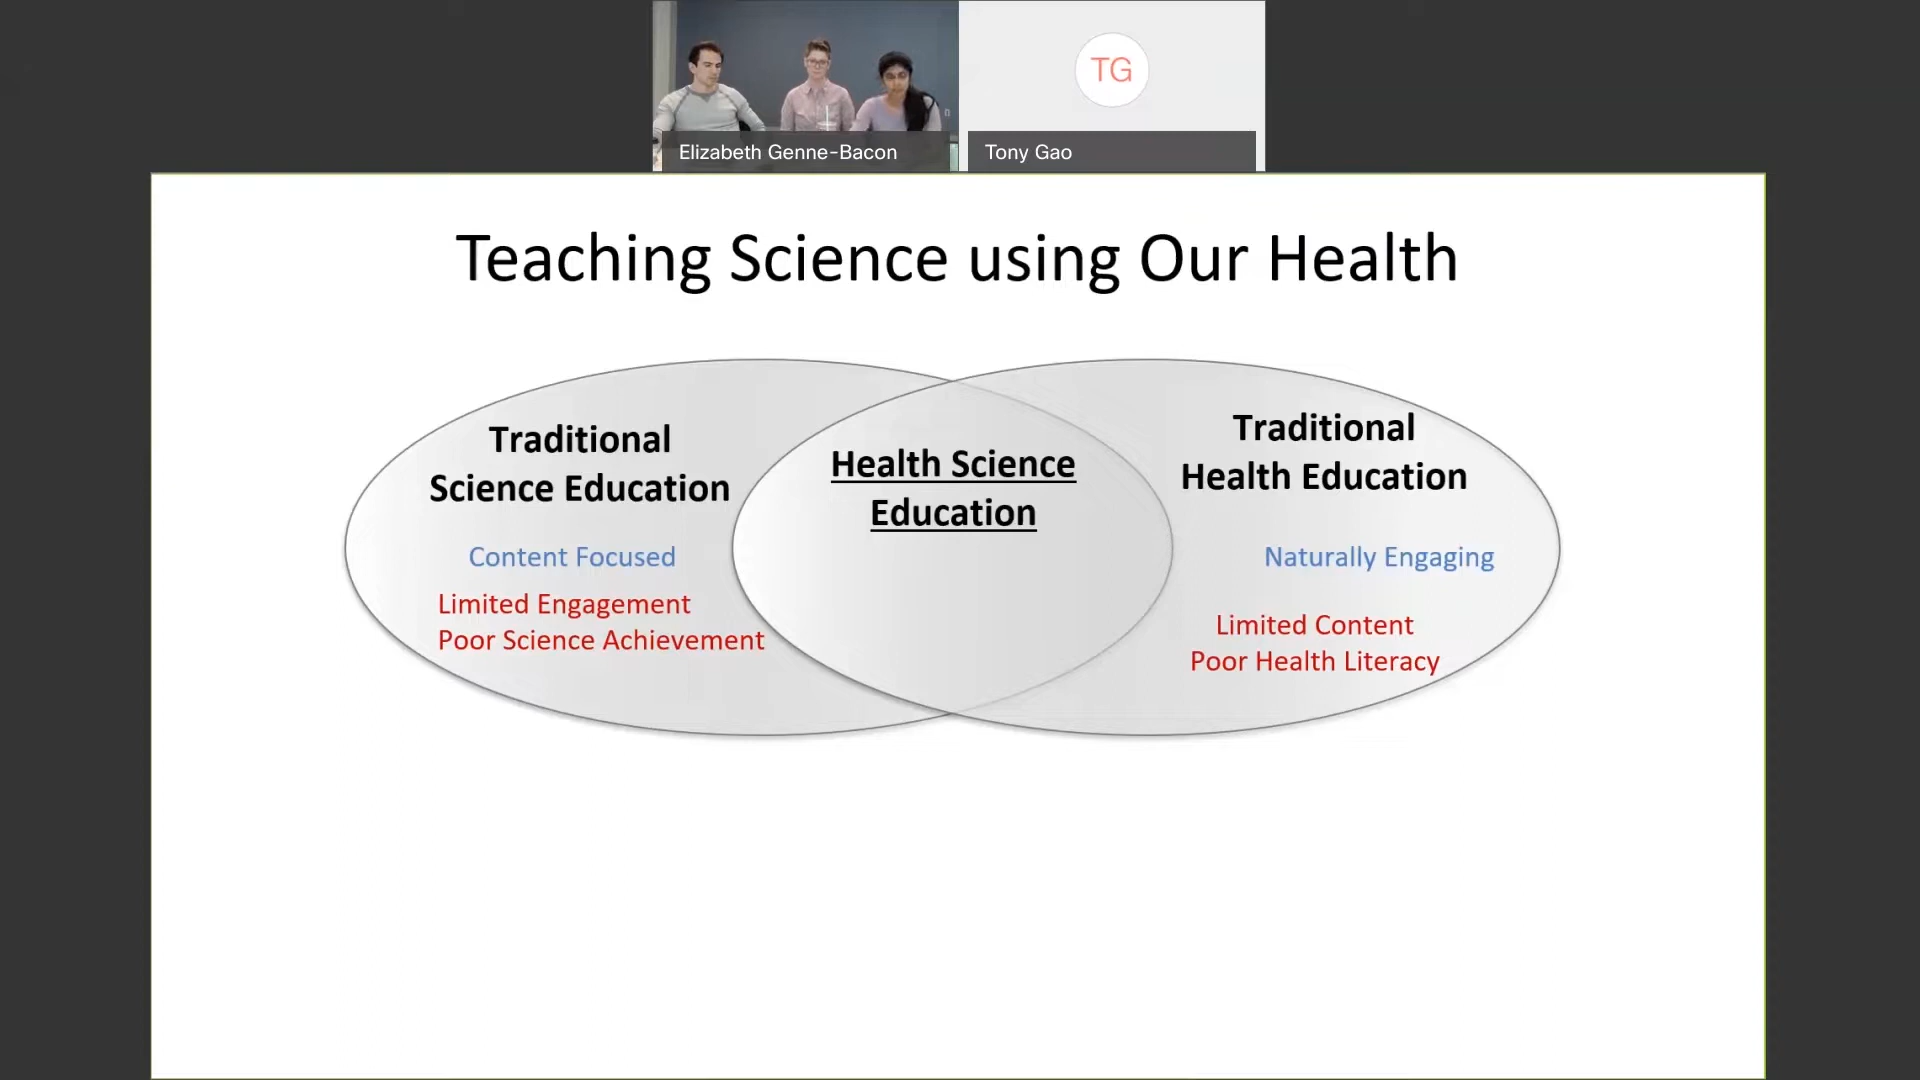 TG
Elizabeth Genne-Bacon
Tony Gao
Teaching Science using Our Health
Traditional
Science Education
Content Focused
Limited Engagement
Poor Science Achievement
Health Science
Education
Traditional
Health Education
Naturally Engaging
Limited Content
Poor Health Literacy